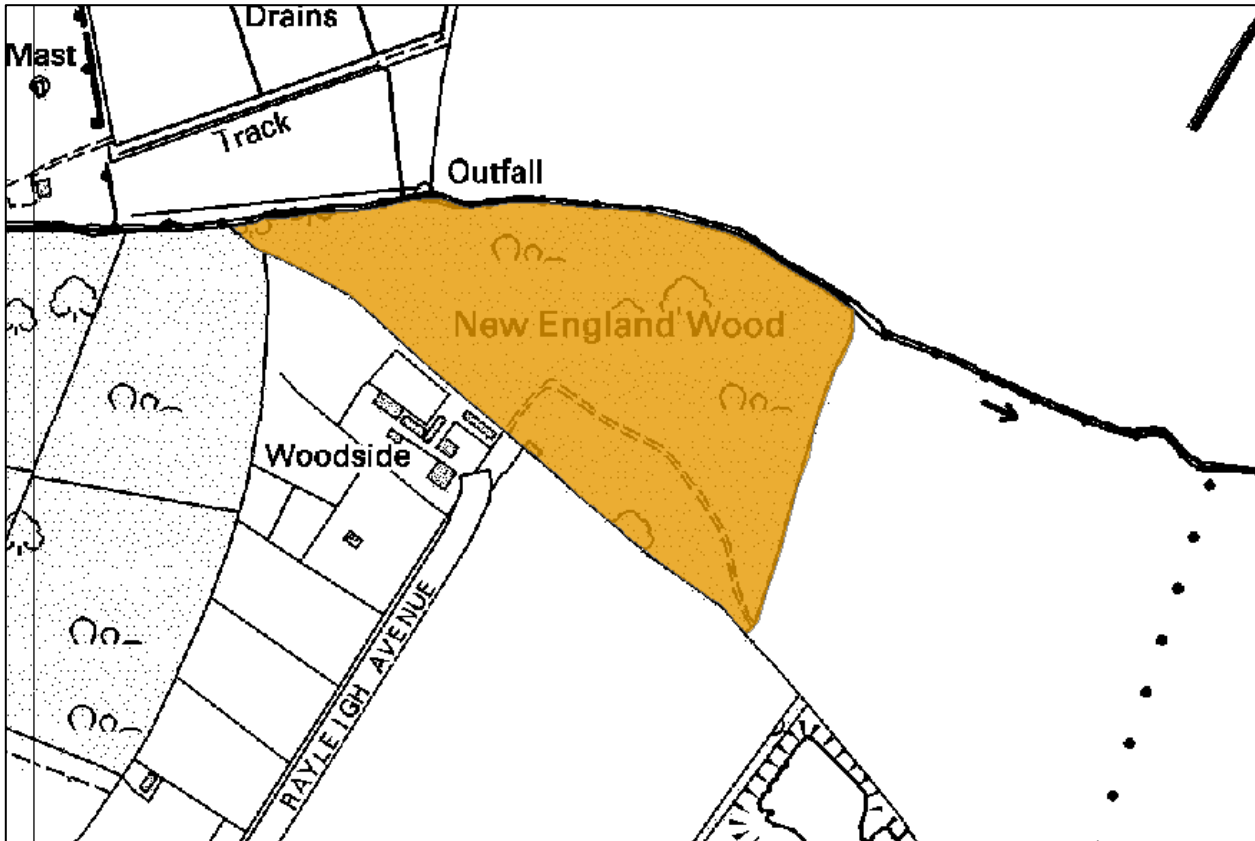 Drains
Mast
Track
Outfall
New England Wood
Woodside
RAYLEIGH AVENUE